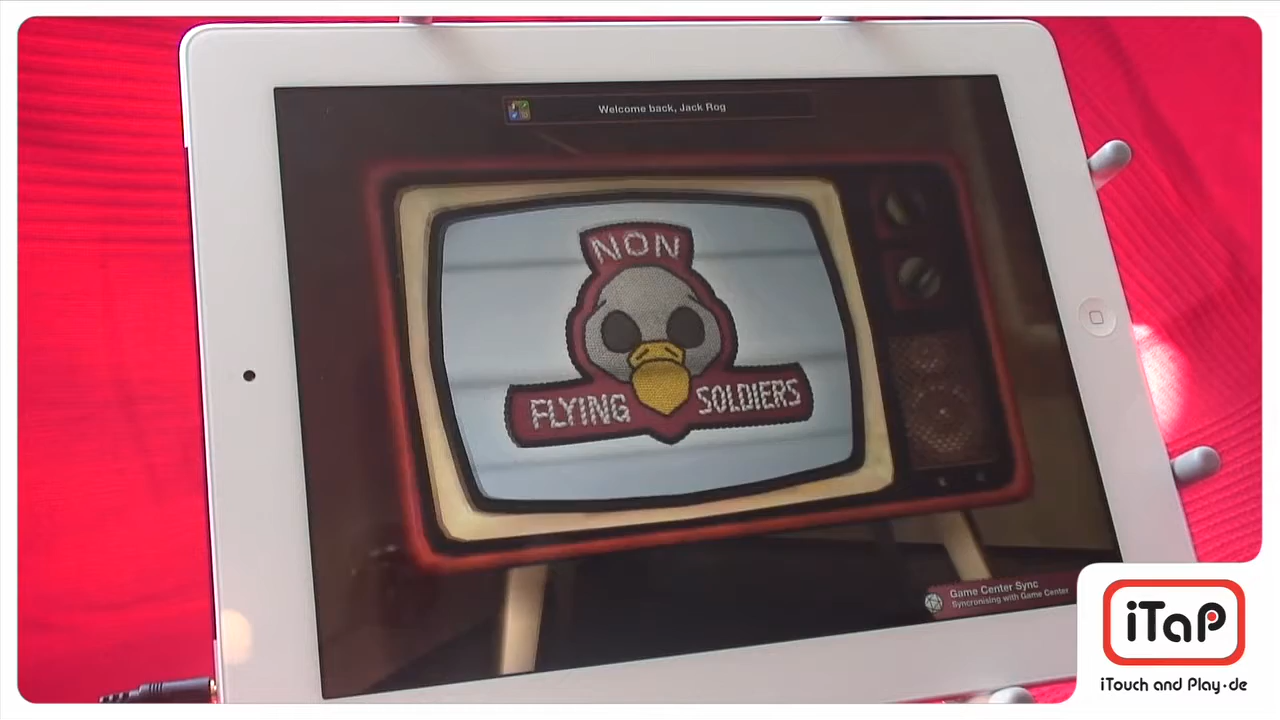 Welcome back, Jack Rog
NON
FLYING SOLDIERS
Game Center Sync
Syncronising with Game Center
iTaP
iTouch and Play.de